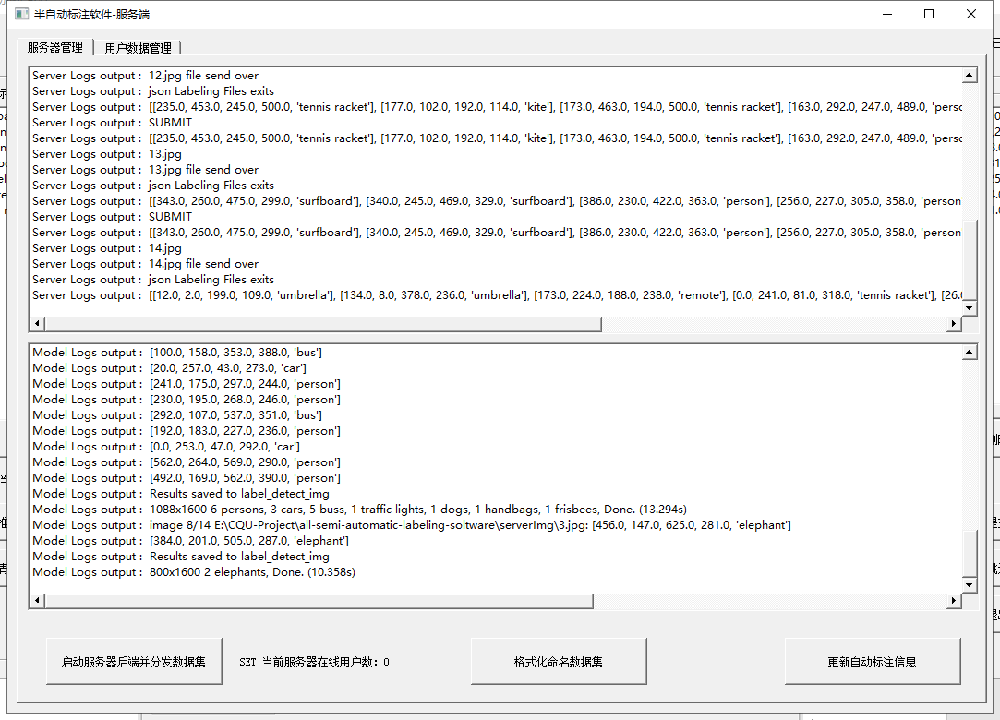 半自动标注软件-服务端
服务器管理
用户数据管理
Server Logs output : 12.jpg file send over
Server Logs output : json Labeling Files exits
Server Logs output : [[235.0, 453.0, 245.0, 500.0, 'tennis racket'], [177.0, 102.0, 192.0, 114.0, 'kite'], [173.0, 463.0, 194.0, 500.0, 'tennis racket'], [163.0, 292.0, 247.0, 489.0, 'persc
Server Logs output : SUBMIT
Server Logs output : [[235.0, 453.0, 245.0, 500.0, 'tennis racket'], [177.0, 102.0, 192.0, 114.0, 'kite'], [173.0, 463.0, 194.0, 500.0, 'tennis racket'], [163.0, 292.0, 247.0, 489.0, 'persc
Server Logs output : 13.jpg
Server Logs output : 13.jpg file send over
Server Logs output : json Labeling Files exits
Server Logs output : [[343.0, 260.0, 475.0, 299.0, 'surfboard'], [340.0, 245.0, 469.0, 329.0, 'surfboard'], [386.0, 230.0, 422.0, 363.0, 'person'], [256.0, 227.0, 305.0, 358.0, 'person
Server Logs output : SUBMIT
Server Logs output : [[343.0, 260.0, 475.0, 299.0, 'surfboard'], [340.0, 245.0, 469.0, 329.0, 'surfboard'], [386.0, 230.0, 422.0, 363.0, 'person'], [256.0, 227.0, 305.0, 358.0, 'person
Server Logs output : 14.jpg
Server Logs output : 14.jpg file send over
Server Logs output : json Labeling Files exits
Server Logs output : [[12.0, 2.0, 199.0, 109.0, 'umbrella'], [134.0, 8.0, 378.0, 236.0, 'umbrella'], [173.0, 224.0, 188.0, 238.0, 'remote'], [0.0, 241.0, 81.0, 318.0, 'tennis racket'], [26.0
Model Logs output : [100.0, 158.0, 353.0, 388.0, 'bus']
Model Logs output : [20.0, 257.0, 43.0, 273.0, 'car']
Model Logs output : [241.0, 175.0, 297.0, 244.0, 'person']
Model Logs output : [230.0, 195.0, 268.0, 246.0, 'person']
Model Logs output : [292.0, 107.0, 537.0, 351.0, 'bus']
Model Logs output : [192.0, 183.0, 227.0, 236.0, 'person']
Model Logs output : [0.0, 253.0, 47.0, 292.0, 'car']
Model Logs output : [562.0, 264.0, 569.0, 290.0, 'person']
Model Logs output : [492.0, 169.0, 562.0, 390.0, 'person']
Model Logs output : Results saved to label_detect_img
Model Logs output : 1088x1600 6 persons, 3 cars, 5 buss, 1 traffic lights, 1 dogs, 1 handbags, 1 frisbees, Done. (13.294s)
Model Logs output : image 8/14 E:\CQU-Project\all-semi-automatic-labeling-soltware\serverImg\3.jpg: [456.0, 147.0, 625.0, 281.0, 'elephant']
Model Logs output : [384.0, 201.0, 505.0, 287.0, 'elephant']
Model Logs output : Results saved to label_detect_img
Model Logs output : 800x1600 2 elephants, Done. (10.358s)
启动服务器后端并分发数据集
SET:当前服务器在线用户数: 0
格式化命名数据集
更新自动标注信息